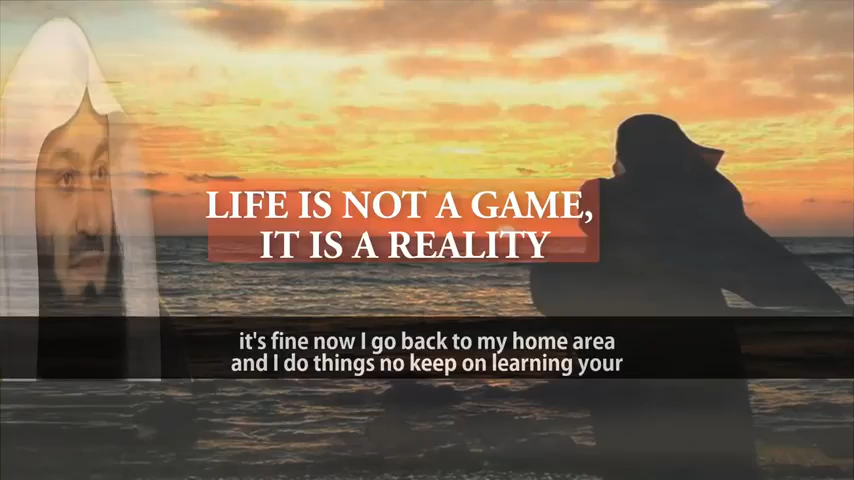 LIFE IS NOT A GAME,
IT IS A REALITY
it's fine now I go back to my home area
and I do things no keep on learning your